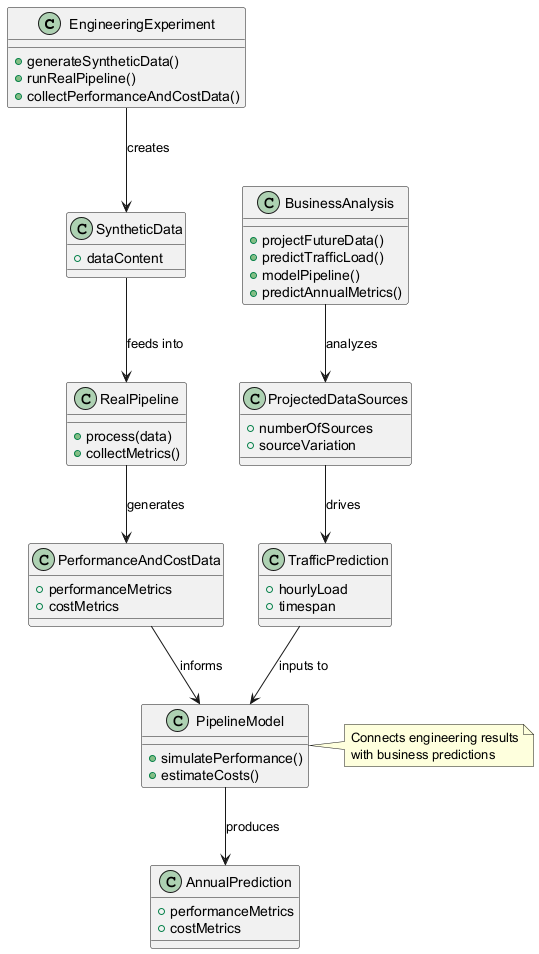 C EngineeringExperiment
generateSyntheticData()
runRealPipeline()
collectPerformanceAndCostData()
creates
C SyntheticData
dataContent
C BusinessAnalysis
projectFutureData()
predictTrafficLoad()
modelPipeline()
predictAnnualMetrics()
feeds into
analyzes
C RealPipeline
process(data)
collectMetrics()
C ProjectedDataSources
numberOfSources
sourceVariation
generates
drives
C PerformanceAndCostData
performanceMetrics
costMetrics
C TrafficPrediction
hourlyLoad
timespan
informs
inputs to
C PipelineModel
simulatePerformance()
estimateCosts()
Connects engineering results
with business predictions
produces
C AnnualPrediction
performanceMetrics
costMetrics